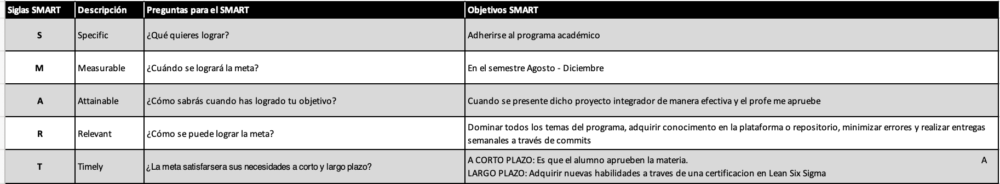 Siglas SMART Descripción Preguntas para el SMART Objetivos SMART
S Specific ¿Qué quieres lograr? Adherirse al programa académico
M Measurable ¿Cuándo se logrará la meta? En el semestre Agosto - Diciembre
A Attainable ¿Cómo sabrás cuando has logrado tu objetivo? Cuando se presente dicho proyecto integrador de manera efectiva y el profe me apruebe
R Relevant ¿Cómo se puede lograr la meta? Dominar todos los temas del programa, adquirir conocimento en la plataforma o repositorio, minimizar errores y realizar entregas
semanales a través de commits
T Timely ¿La meta satisfarsera sus necesidades a corto y largo plazo? A CORTO PLAZO: Es que el alumno aprueben la materia. A
LARGO PLAZO: Adquirir nuevas habilidades a traves de una certificacion en Lean Six Sigma